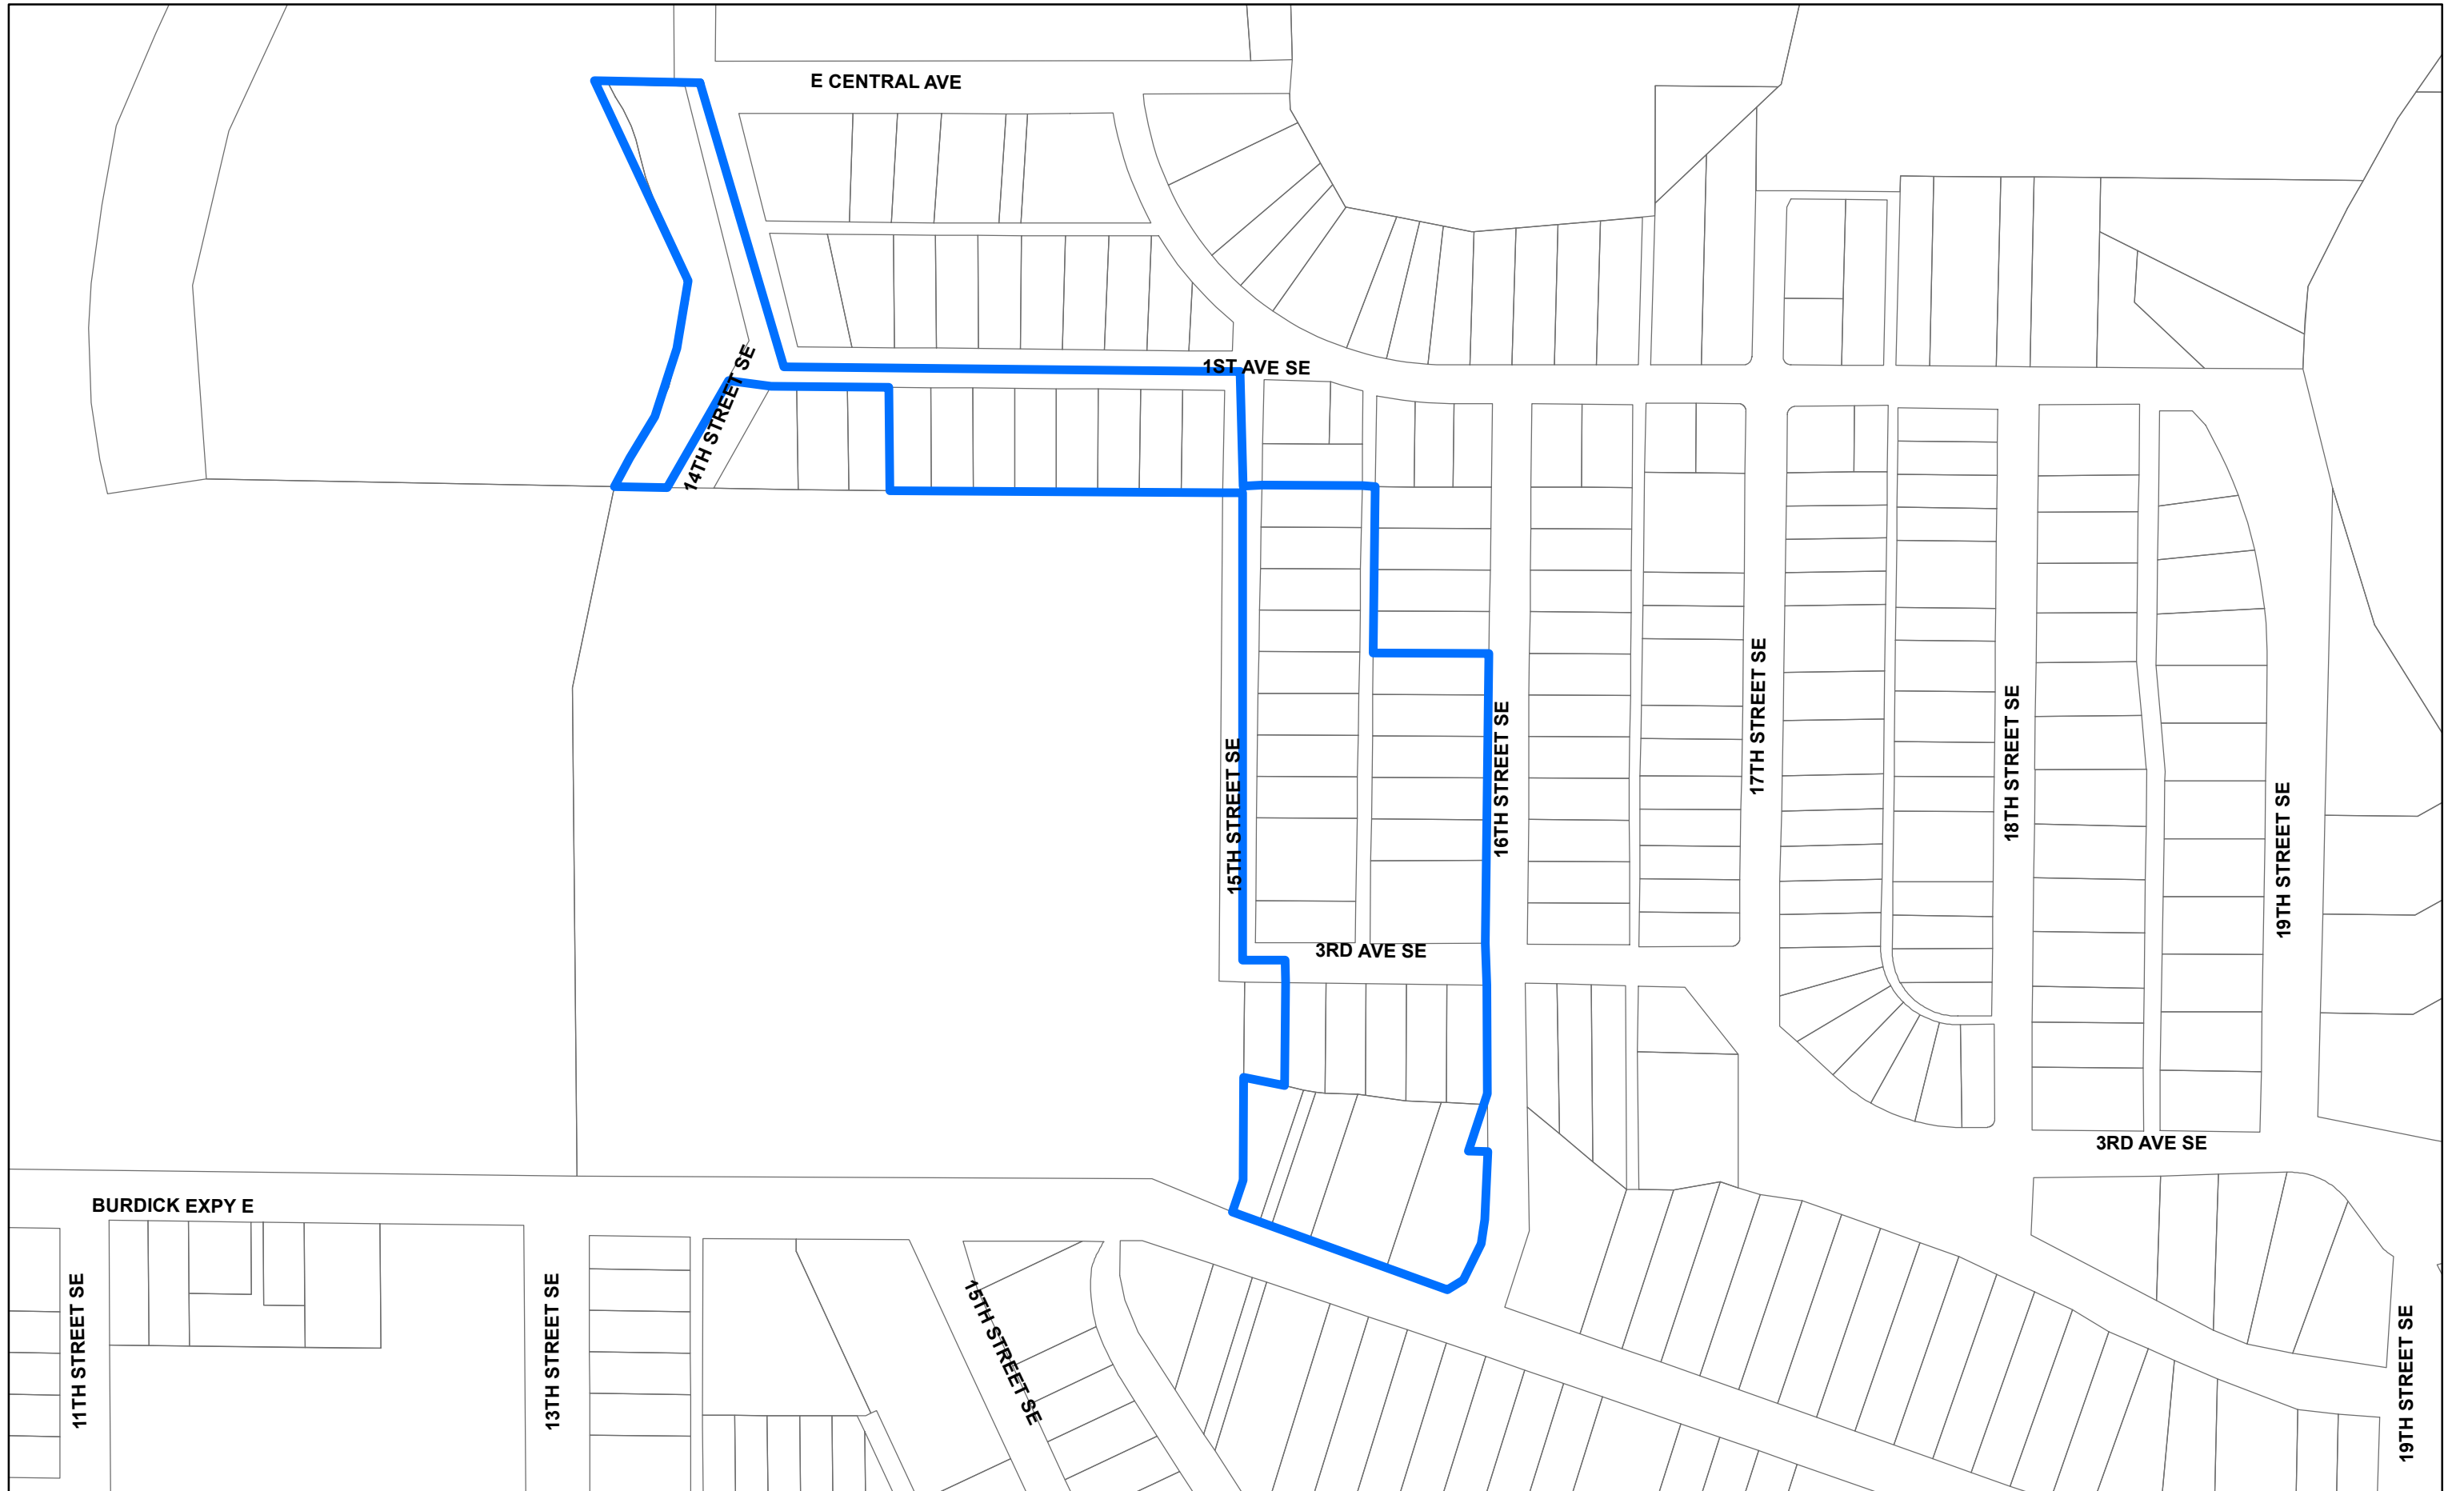 E CENTRAL AVE
1ST AVE SE
14TH STREET SE
15TH STREET SE
16TH STREET SE
17TH STREET SE
18TH STREET SE
19TH STREET SE
3RD AVE SE
3RD AVE SE
BURDICK EXPY E
11TH STREET SE
13TH STREET SE
15TH STREET SE
19TH STREET SE